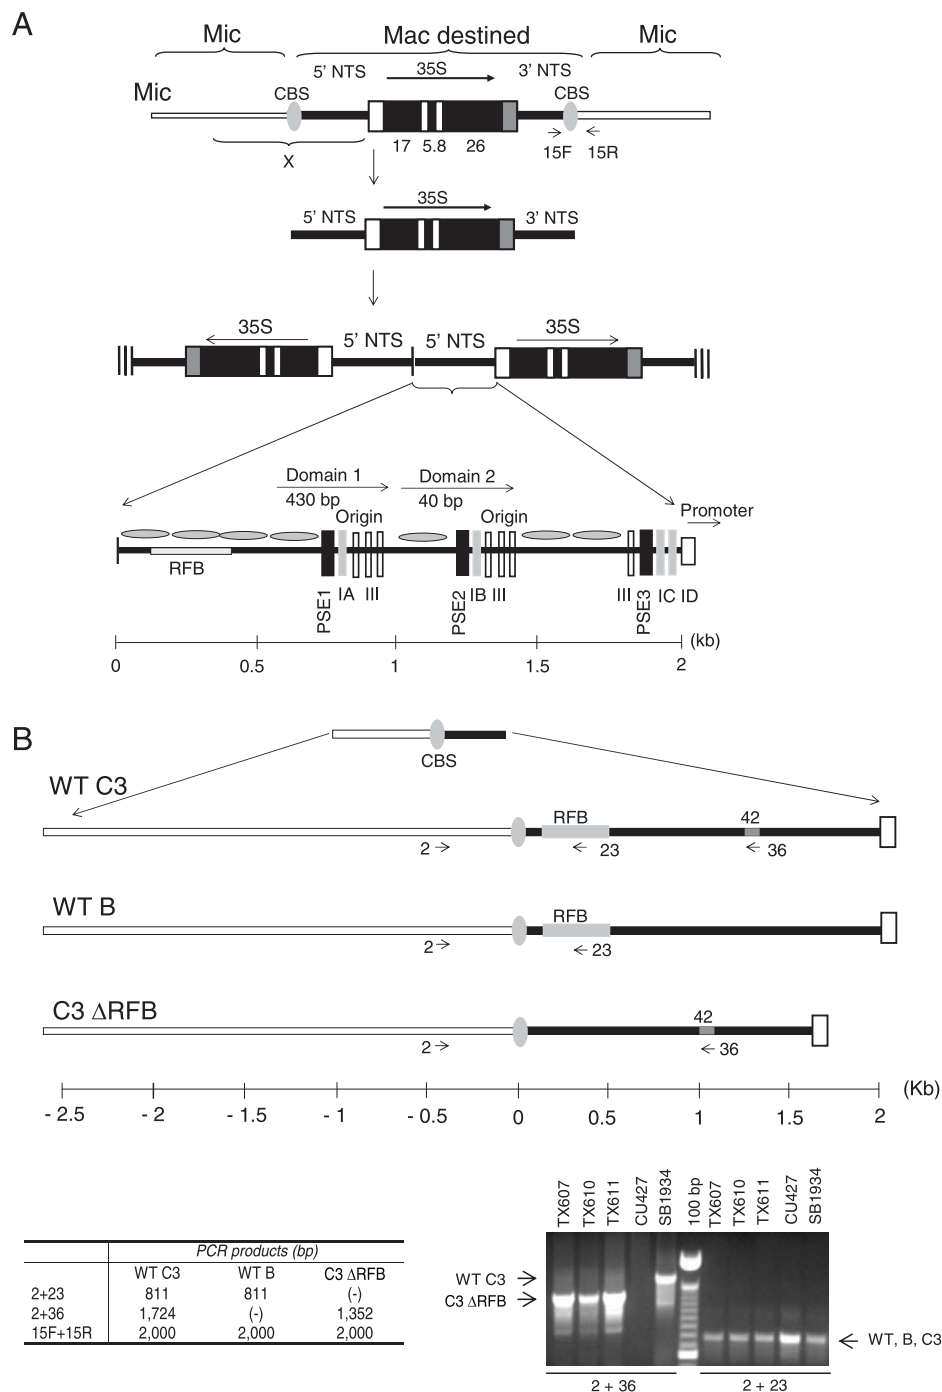 A
Mic
Mac destined
Mic
5' NTS
35S
3' NTS
Mic
CBS
CBS
17
5.8
26
15F
15R
X
35S
5' NTS
3' NTS
35S
5' NTS
5' NTS
35S
Domain 1
Domain 2
430 bp
40 bp
Promoter
Origin
Origin
RFB
PSE1
IA
III
PSE2
IB
III
III
PSE3
IC
ID
(kb)
0
0.5
1
1.5
2
B
CBS
WT C3
RFB
42
2
23
36
WT B
RFB
2
23
C3 ΔRFB
42
2
36
(Kb)
- 2.5
- 2
- 1.5
- 1
- 0.5
0
0.5
1
1.5
2
PCR products (bp)
WT C3 WT B C3 ΔRFB
2+23 811 811 (-)
2+36 1,724 (-) 1,352
15F+15R 2,000 2,000 2,000
TX607
TX610
TX611
CU427
SB1934
100 bp
TX607
TX610
TX611
CU427
SB1934
WT C3
C3 ΔRFB
WT, B, C3
2 + 36
2 + 23